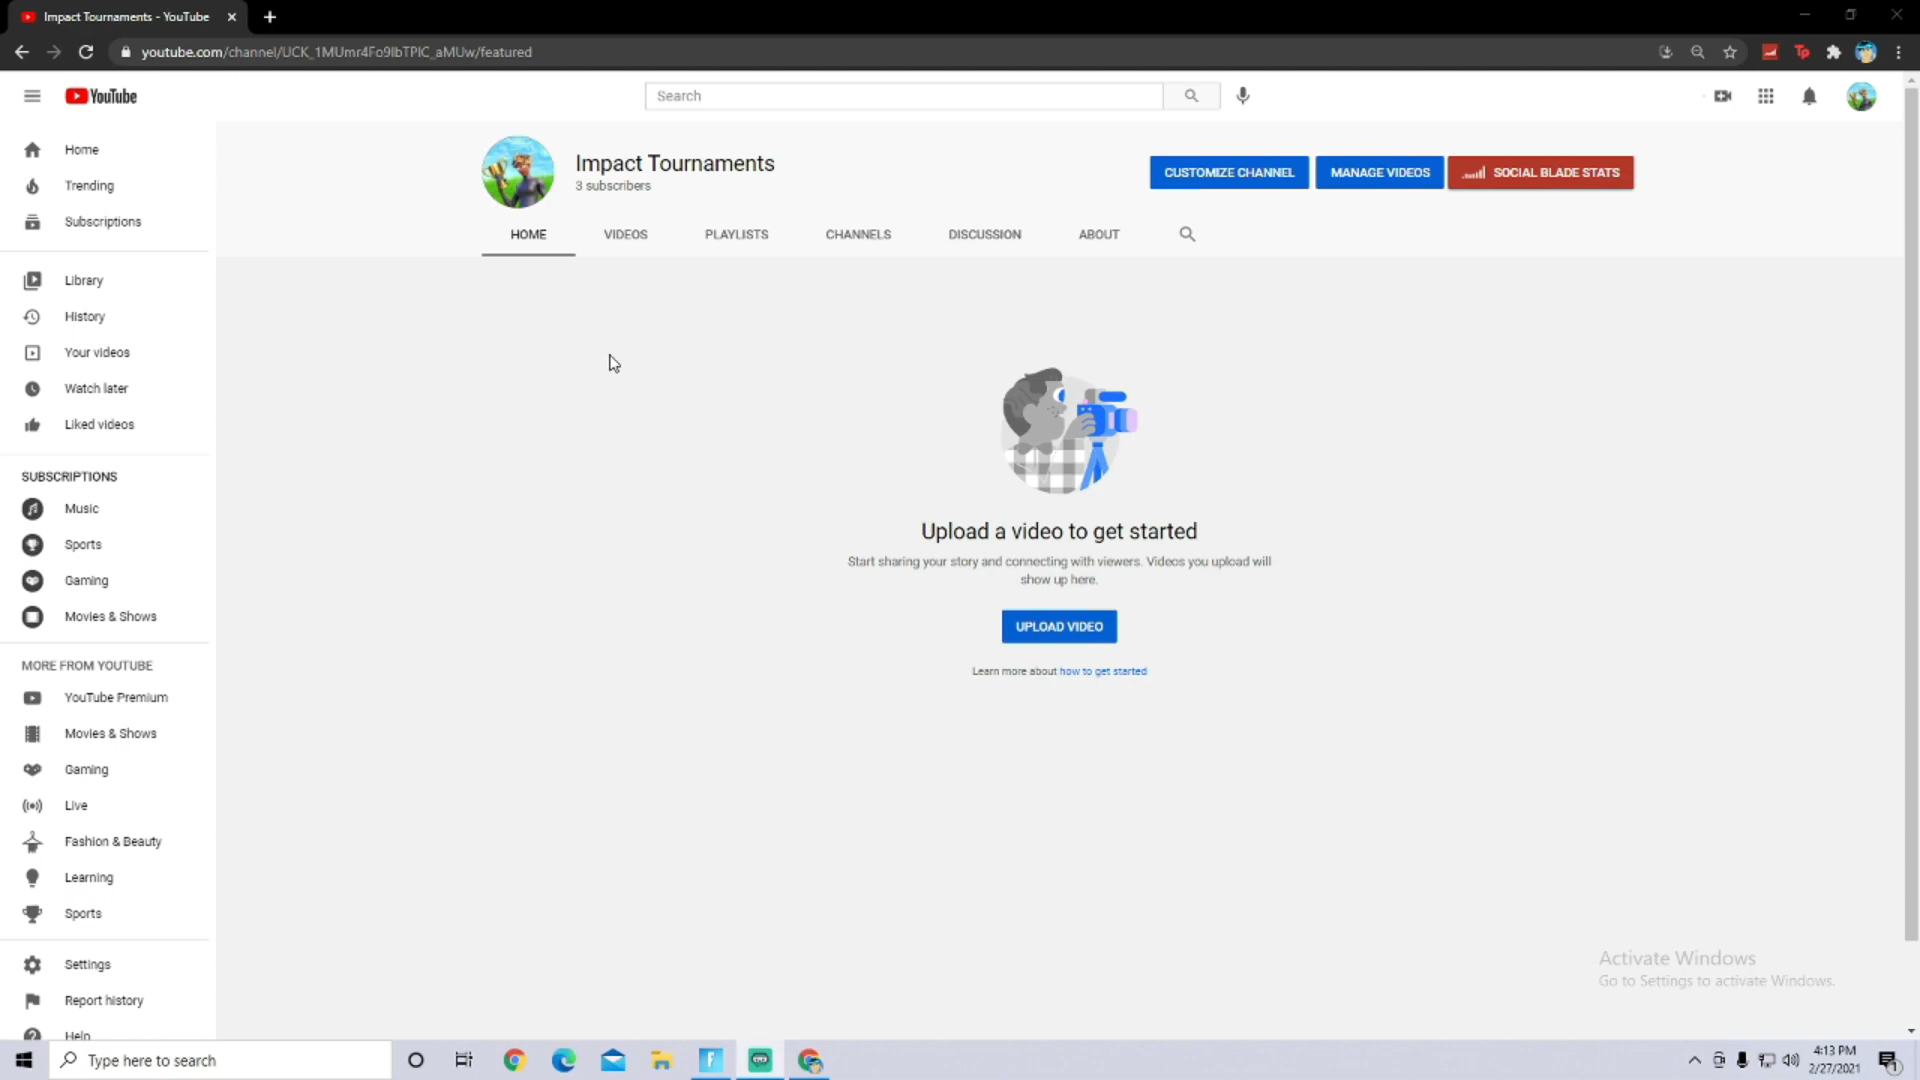 Impact Tournaments - YouTube
youtube.com/channel/UCK_1MUmr4Fo9IbTPIC_aMUw/featured
YouTube
Search
Home
Trending
Subscriptions
Library
History
Your videos
Watch later
Liked videos
SUBSCRIPTIONS
Music
Sports
Gaming
Movies & Shows
MORE FROM YOUTUBE
YouTube Premium
Movies & Shows
Gaming
Live
Fashion & Beauty
Learning
Sports
Settings
Report history
Help
Impact Tournaments
3 subscribers
CUSTOMIZE CHANNEL
MANAGE VIDEOS
SOCIAL BLADE STATS
HOME
VIDEOS
PLAYLISTS
CHANNELS
DISCUSSION
ABOUT
Upload a video to get started
Start sharing your story and connecting with viewers. Videos you upload will
show up here.
UPLOAD VIDEO
Learn more about how to get started
Activate Windows
Go to Settings to activate Windows.
Type here to search
4:13 PM
2/27/2021